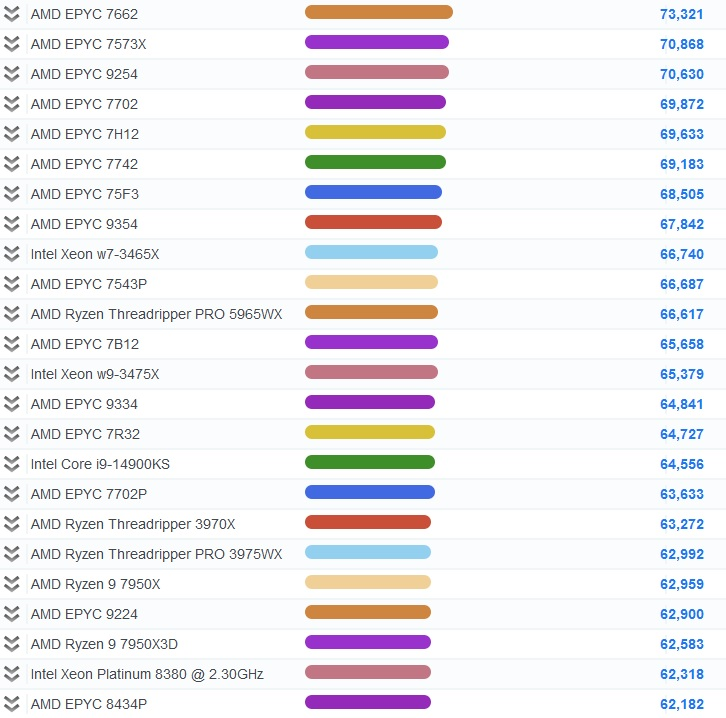 AMD EPYC 7662 73,321
AMD EPYC 7573X 70,868
AMD EPYC 9254 70,630
AMD EPYC 7702 69,872
AMD EPYC 7H12 69,633
AMD EPYC 7742 69,183
AMD EPYC 75F3 68,505
AMD EPYC 9354 67,842
Intel Xeon w7-3465X 66,740
AMD EPYC 7543P 66,687
AMD Ryzen Threadripper PRO 5965WX 66,617
AMD EPYC 7B12 65,658
Intel Xeon w9-3475X 65,379
AMD EPYC 9334 64,841
AMD EPYC 7R32 64,727
Intel Core i9-14900KS 64,556
AMD EPYC 7702P 63,633
AMD Ryzen Threadripper 3970X 63,272
AMD Ryzen Threadripper PRO 3975WX 62,992
AMD Ryzen 9 7950X 62,959
AMD EPYC 9224 62,900
AMD Ryzen 9 7950X3D 62,583
Intel Xeon Platinum 8380 @ 2.30GHz 62,318
AMD EPYC 8434P 62,182